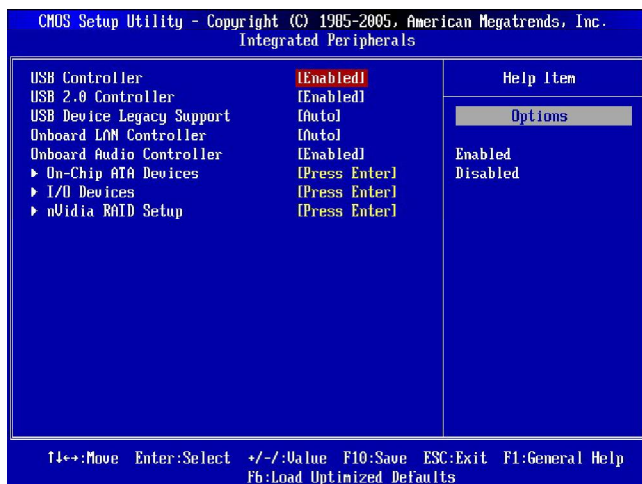 CMOS Setup Utility - Copyright (C) 1985-2005, American Megatrends, Inc.
Integrated Peripherals
USB Controller [Enabled]
USB 2.0 Controller [Enabled]
USB Device Legacy Support [Auto]
Onboard LAN Controller [Auto]
Onboard Audio Controller [Enabled]
▶ On-Chip ATA Devices [Press Enter]
▶ I/O Devices [Press Enter]
▶ nVidia RAID Setup [Press Enter]
Help Item
Options
Enabled
Disabled
↑↓←→:Move Enter:Select +/-/:Value F10:Save ESC:Exit F1:General Help
F6:Load Optimized Defaults